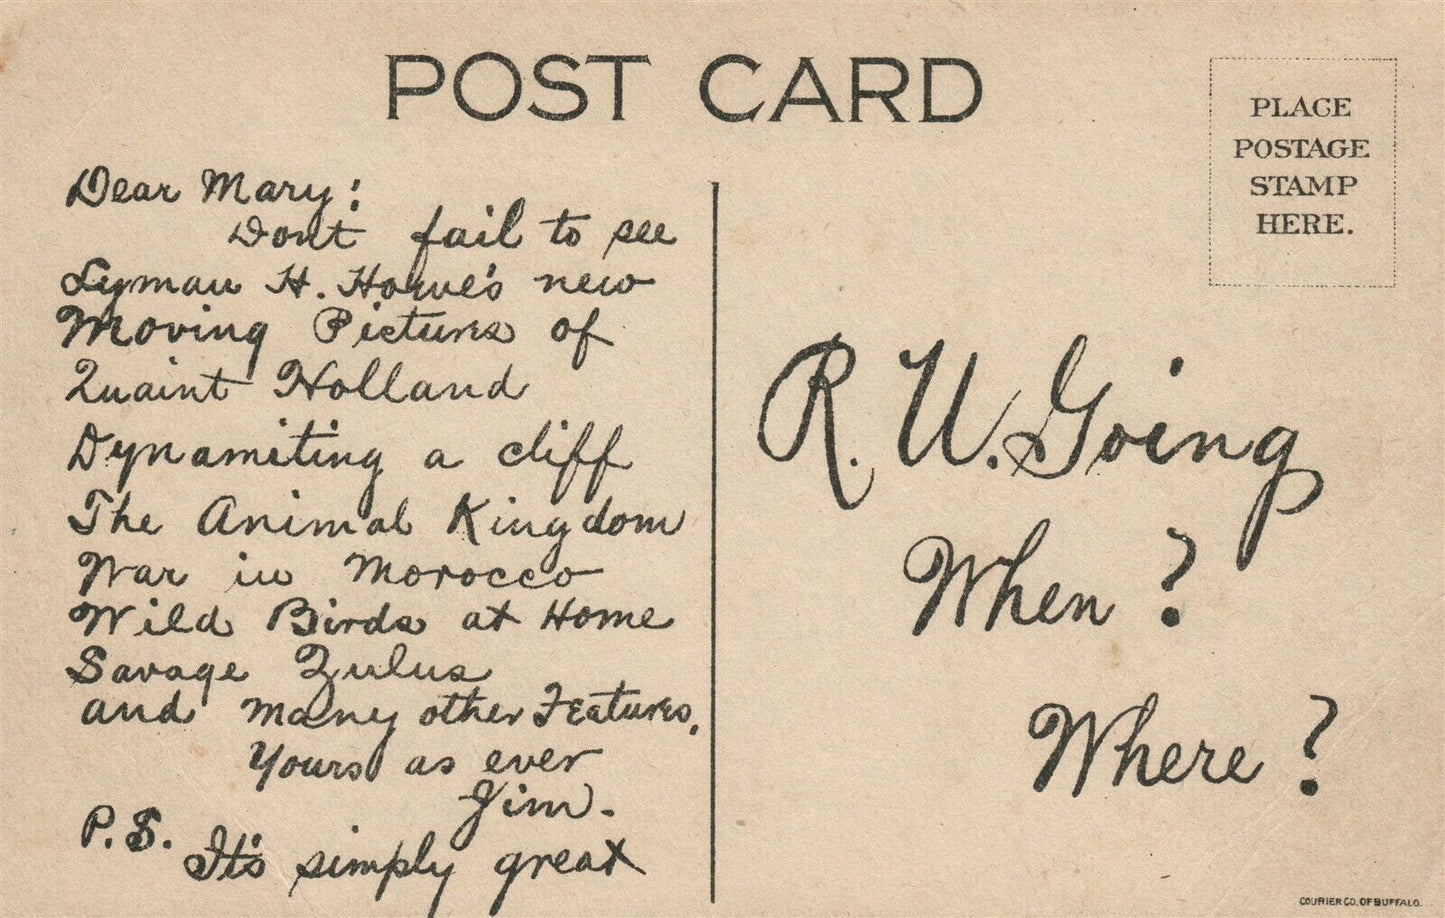 POST CARD
PLACE
POSTAGE
STAMP
HERE.
Dear Mary:
Dont fail to see
Lyman H. Howe's new
Moving Pictures of
Quaint Holland
Dynamiting a cliff
The Animal Kingdom
War in Morocco
Wild Birds at Home
Savage Zulus
and many other Features.
Yours as ever
Jim.
P.S. It's simply great
R. U. Going
When?
Where?
COURIER CO. OF BUFFALO.